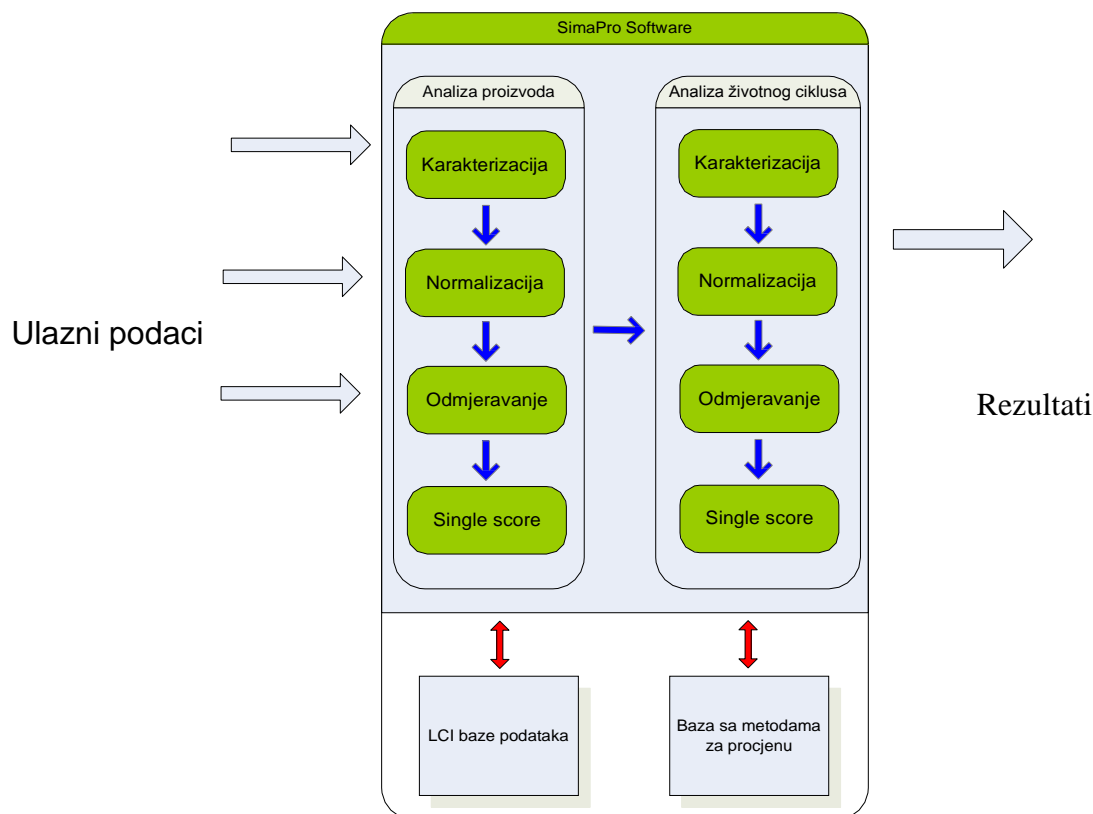 SimaPro Software
Analiza proizvoda
Karakterizacija
Normalizacija
Odmjeravanje
Single score
Analiza životnog ciklusa
Karakterizacija
Normalizacija
Odmjeravanje
Single score
Ulazni podaci
Rezultati
LCI baze podataka
Baza sa metodama
za procjenu